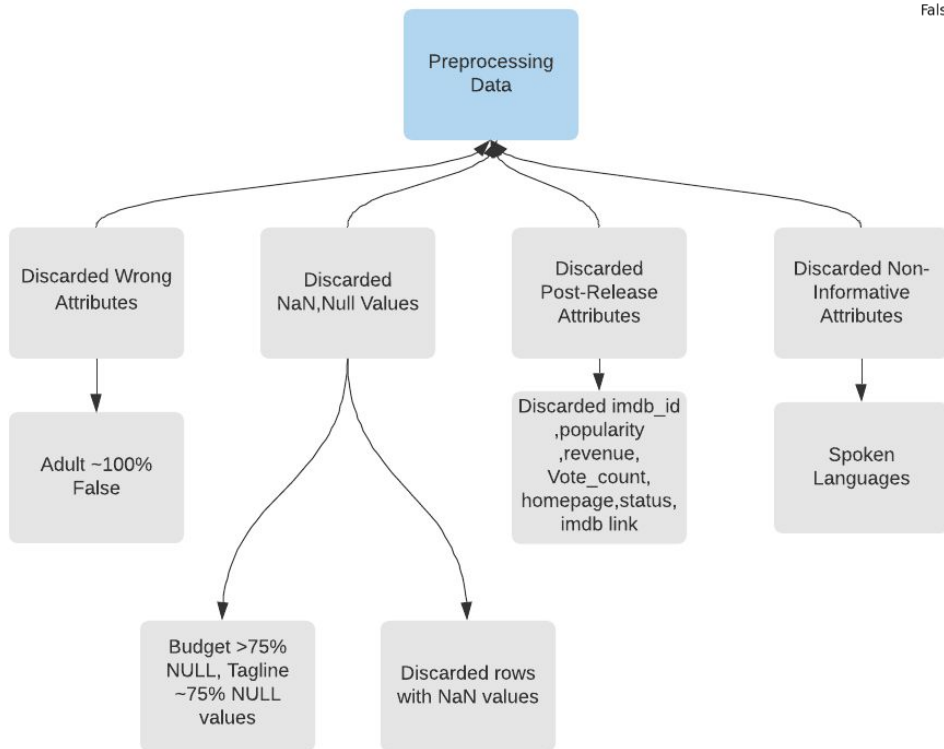 Fals
Preprocessing
Data
Discarded Wrong
Attributes
Discarded
NaN,Null Values
Discarded
Post-Release
Attributes
Discarded Non-
Informative
Attributes
Adult ~100%
False
Discarded imdb_id
,popularity
,revenue,
Vote_count,
homepage,status,
imdb link
Spoken
Languages
Budget >75%
NULL, Tagline
~75% NULL
values
Discarded rows
with NaN values